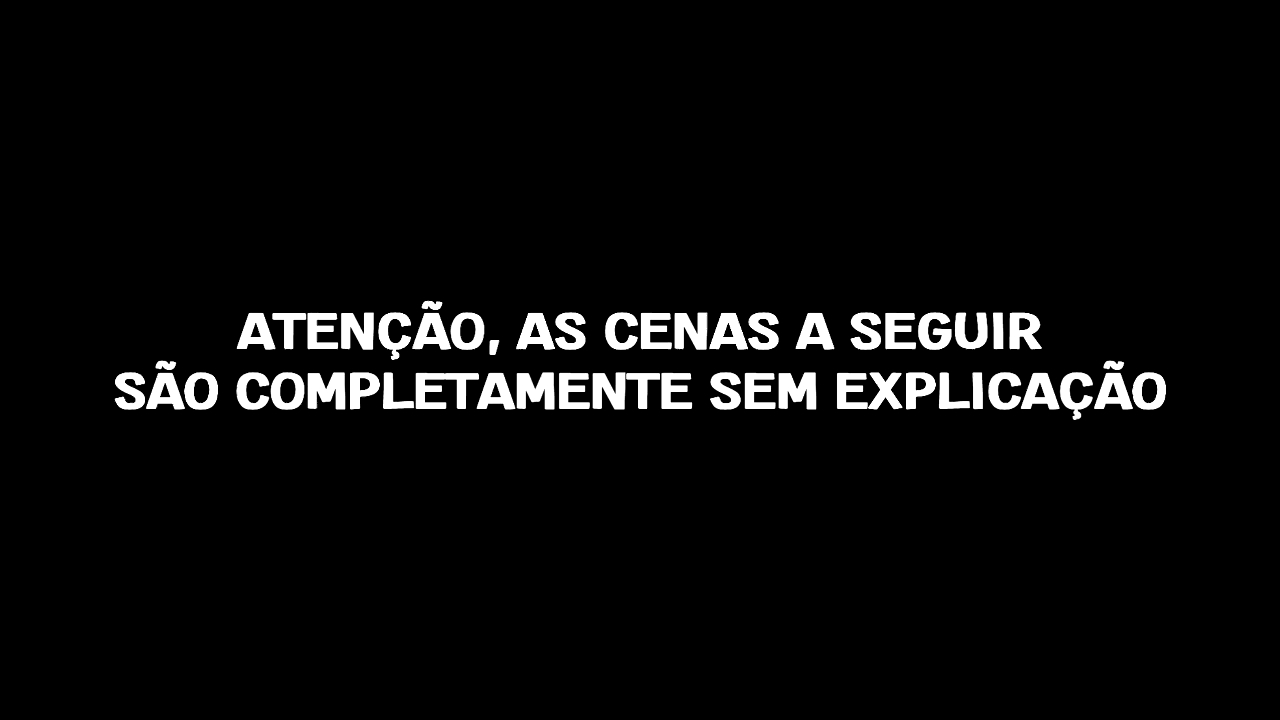 ATENÇÃO, AS CENAS A SEGUIR
SÃO COMPLETAMENTE SEM EXPLICAÇÃO